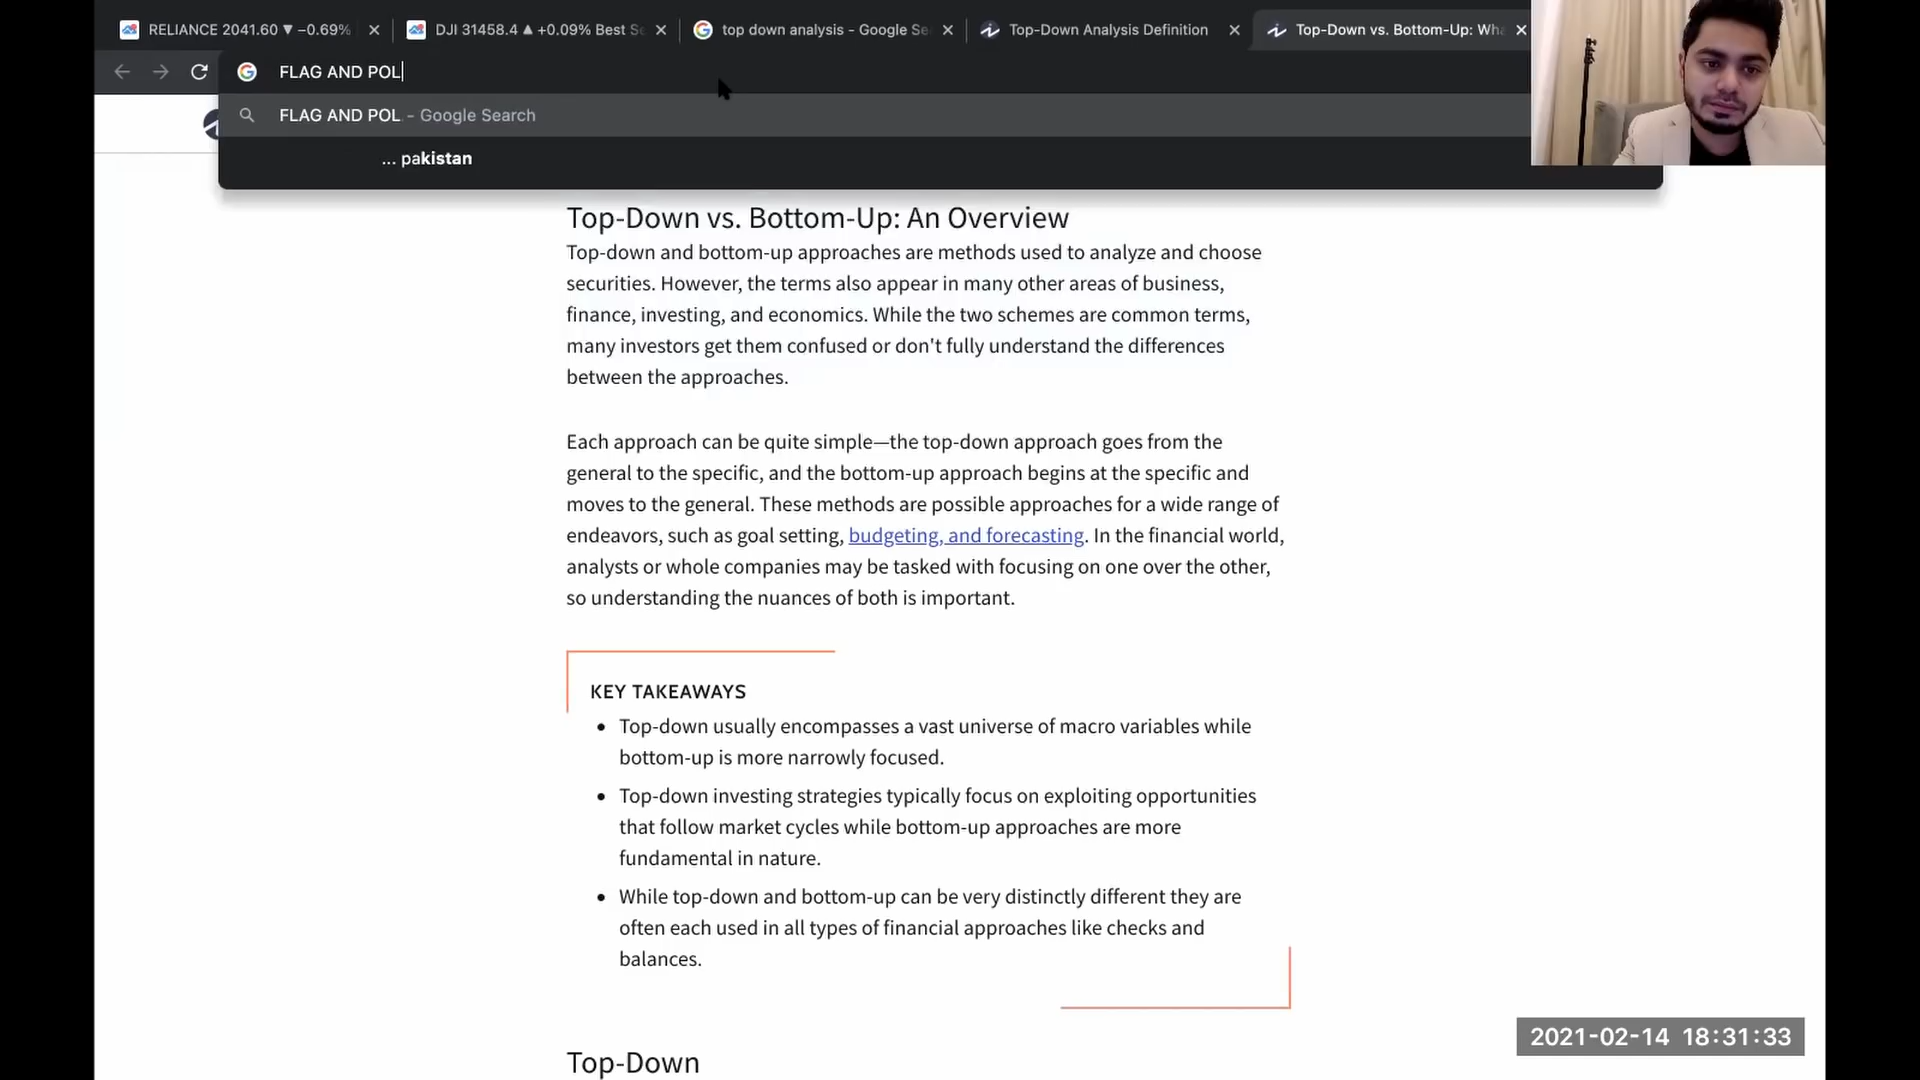 RELIANCE 2041.60 ▼ −0.69%
DJI 31458.4 ▲ +0.09% Best S
top down analysis - Google Se
Top-Down Analysis Definition
Top-Down vs. Bottom-Up: Wha
FLAG AND POL
FLAG AND POL - Google Search
... pakistan
Top-Down vs. Bottom-Up: An Overview
Top-down and bottom-up approaches are methods used to analyze and choose
securities. However, the terms also appear in many other areas of business,
finance, investing, and economics. While the two schemes are common terms,
many investors get them confused or don't fully understand the differences
between the approaches.
Each approach can be quite simple—the top-down approach goes from the
general to the specific, and the bottom-up approach begins at the specific and
moves to the general. These methods are possible approaches for a wide range of
endeavors, such as goal setting, budgeting, and forecasting. In the financial world,
analysts or whole companies may be tasked with focusing on one over the other,
so understanding the nuances of both is important.
KEY TAKEAWAYS
• Top-down usually encompasses a vast universe of macro variables while
bottom-up is more narrowly focused.
• Top-down investing strategies typically focus on exploiting opportunities
that follow market cycles while bottom-up approaches are more
fundamental in nature.
• While top-down and bottom-up can be very distinctly different they are
often each used in all types of financial approaches like checks and
balances.
Top-Down
2021-02-14 18:31:33